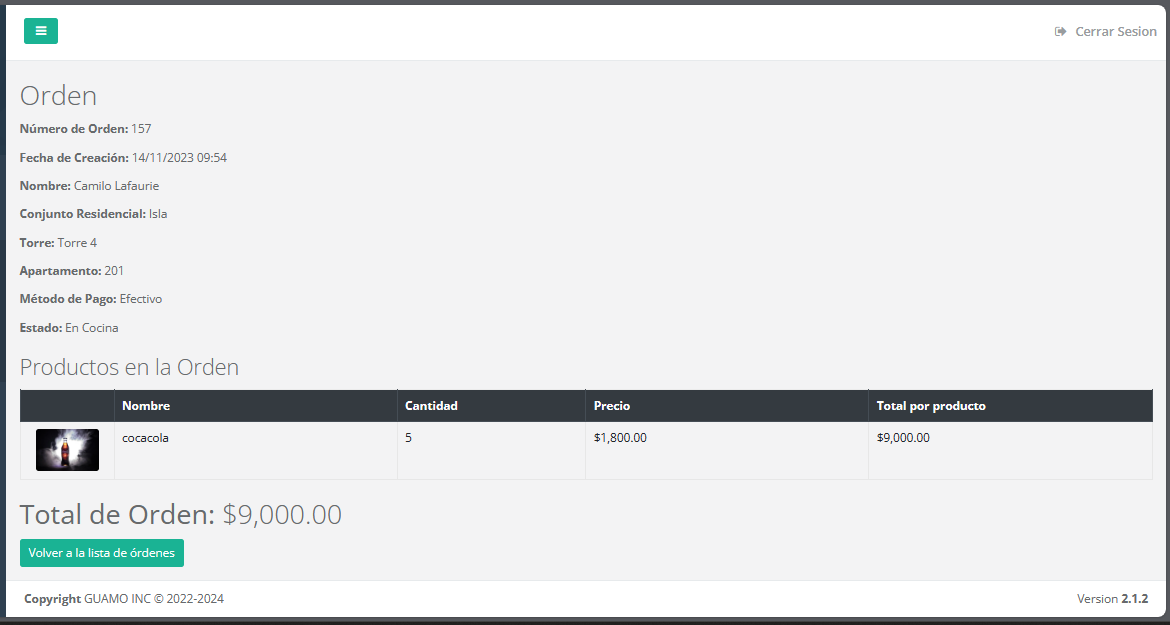 Cerrar Sesion
Orden
Número de Orden: 157
Fecha de Creación: 14/11/2023 09:54
Nombre: Camilo Lafaurie
Conjunto Residencial: Isla
Torre: Torre 4
Apartamento: 201
Método de Pago: Efectivo
Estado: En Cocina
Productos en la Orden
Nombre Cantidad Precio Total por producto
cocacola 5 $1,800.00 $9,000.00
Total de Orden: $9,000.00
Volver a la lista de órdenes
Copyright GUAMO INC © 2022-2024 Version 2.1.2